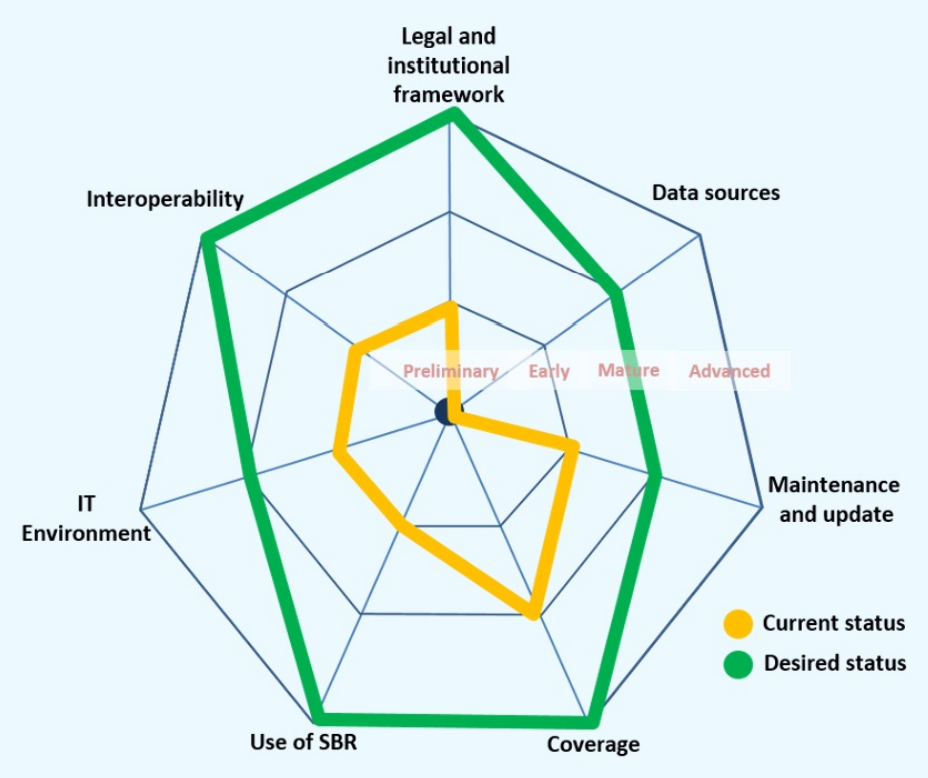 Legal and
institutional
framework
Interoperability
Data sources
Preliminary Early Mature Advanced
IT
Environment
Maintenance
and update
Current status
Desired status
Use of SBR
Coverage